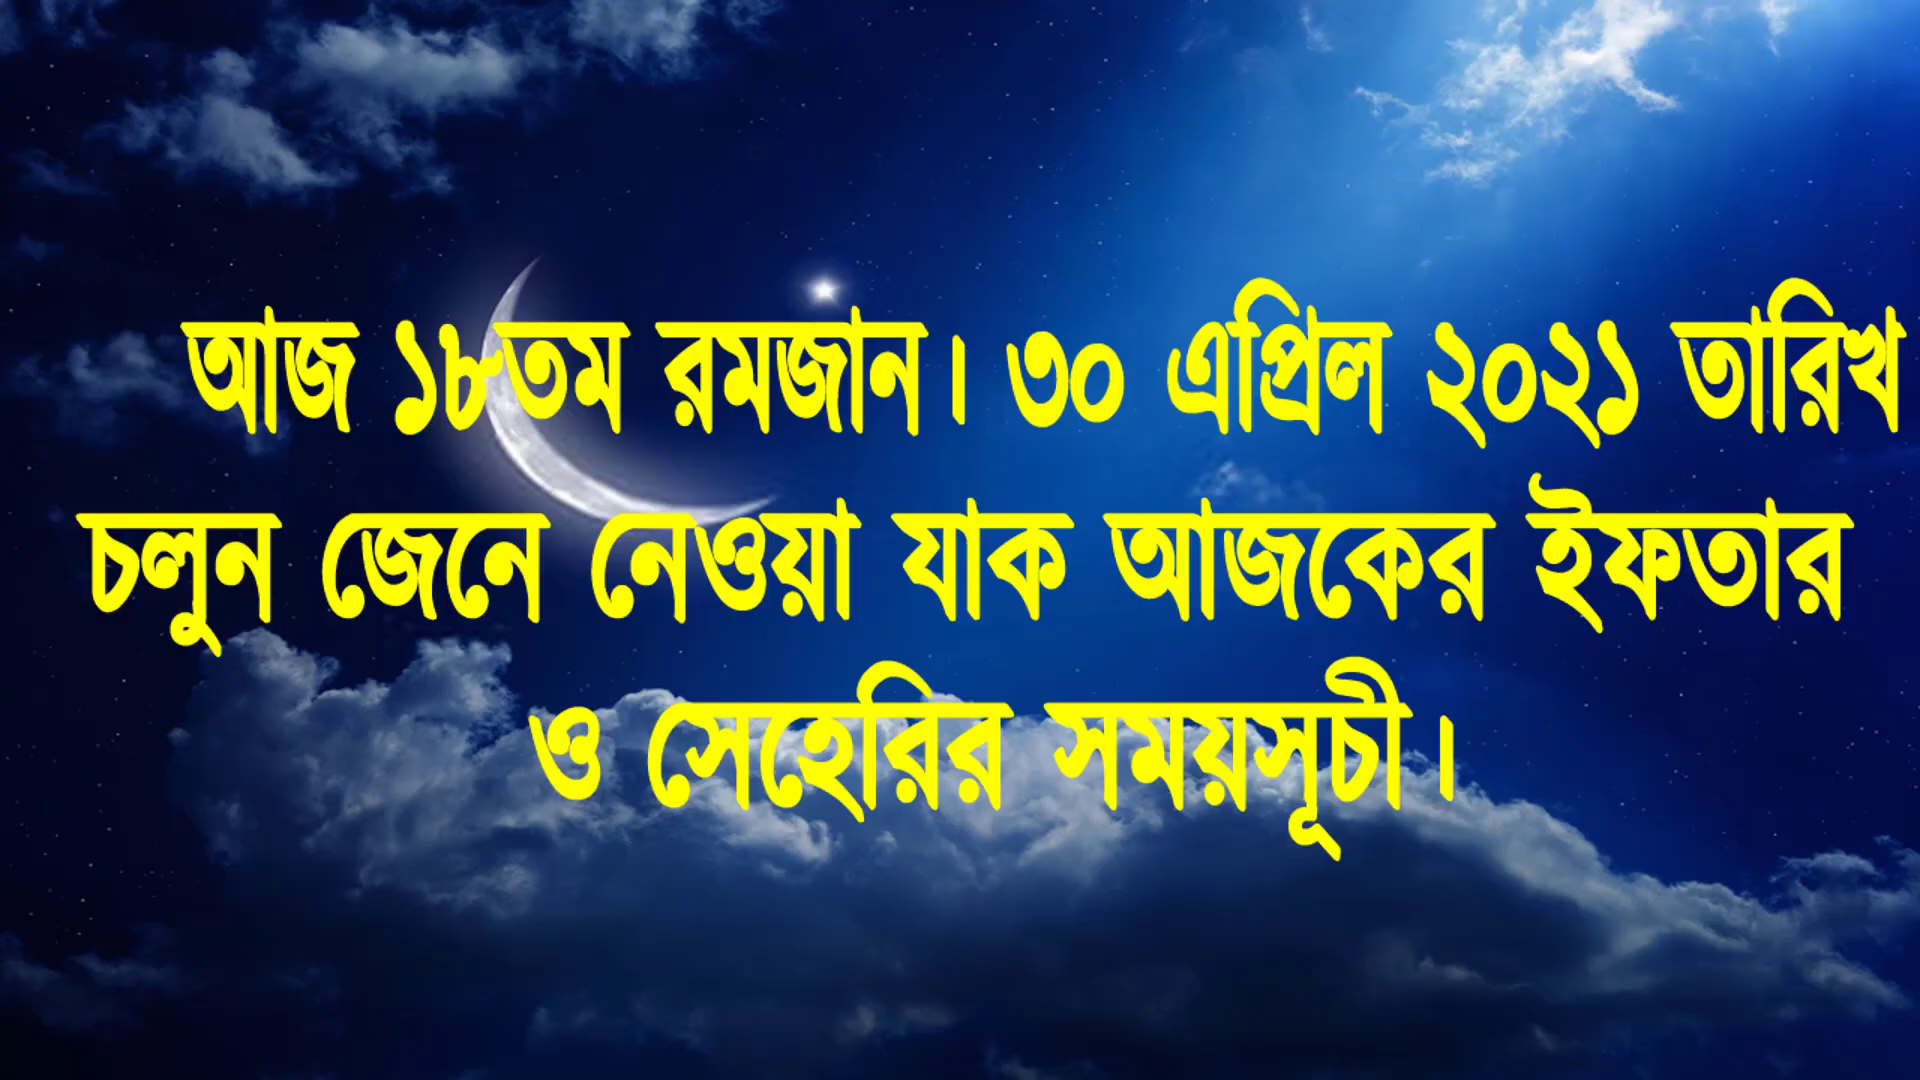 আজ ১৮তম রমজান। ৩০ এপ্রিল ২০২১ তারিখ
চলুন জেনে নেওয়া যাক আজকের ইফতার
ও সেহেরির সময়সূচী।